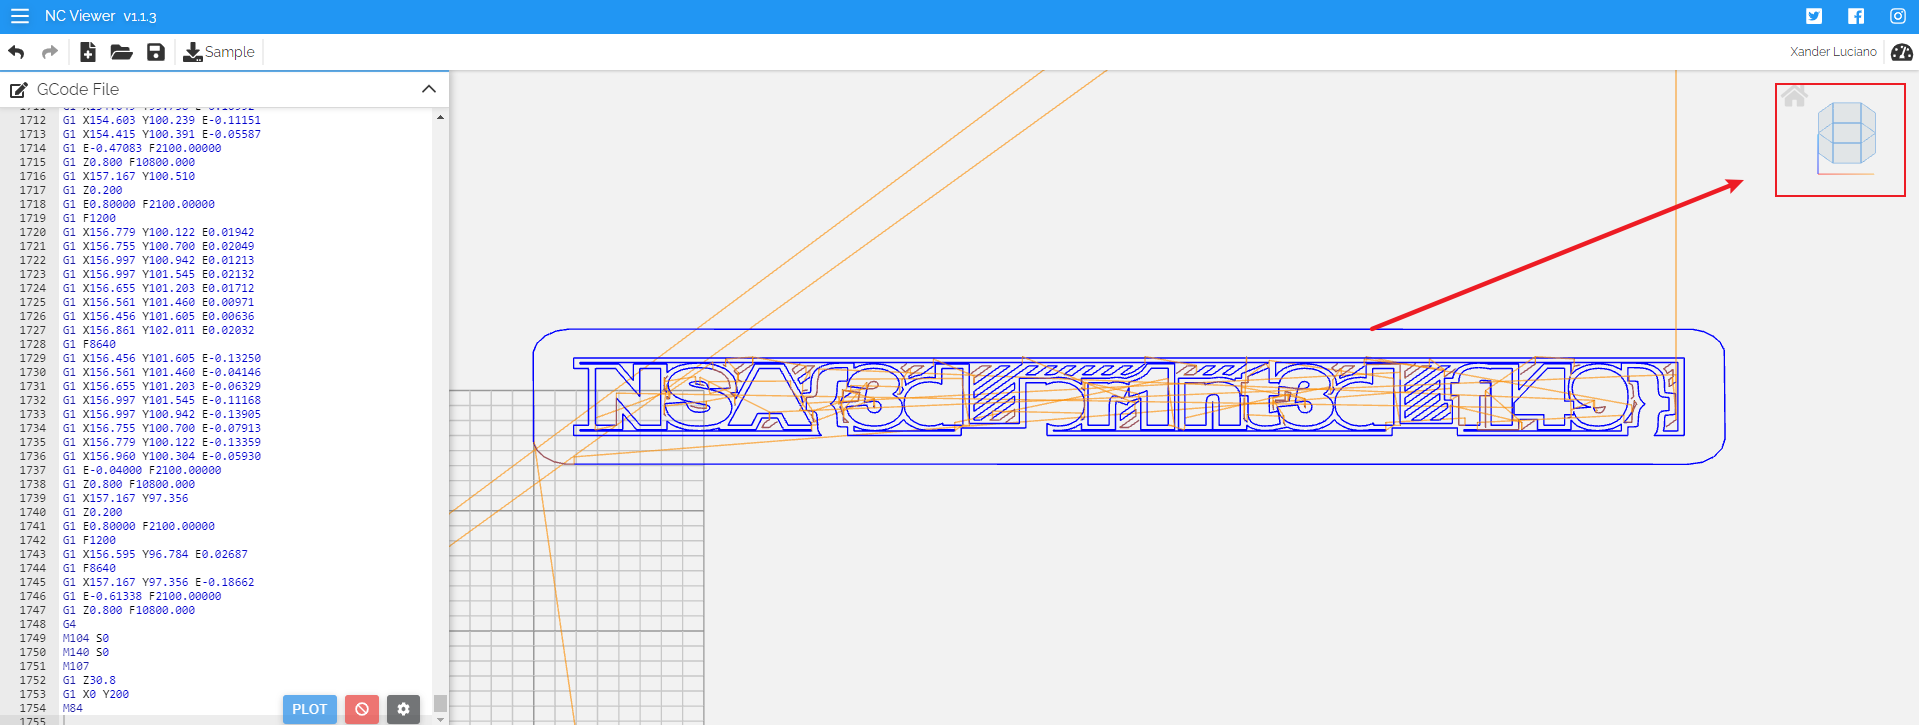 NC Viewer v1.1.3
Sample
Xander Luciano
GCode File
1712 G1 X154.603 Y100.239 E-0.11151
1713 G1 X154.415 Y100.391 E-0.05587
1714 G1 E-0.47083 F2100.00000
1715 G1 Z0.800 F10800.000
1716 G1 X157.167 Y100.510
1717 G1 Z0.200
1718 G1 E0.80000 F2100.00000
1719 G1 F1200
1720 G1 X156.779 Y100.122 E0.01942
1721 G1 X156.755 Y100.700 E0.02049
1722 G1 X156.997 Y100.942 E0.01213
1723 G1 X156.997 Y101.545 E0.02132
1724 G1 X156.655 Y101.203 E0.01712
1725 G1 X156.561 Y101.460 E0.00971
1726 G1 X156.456 Y101.605 E0.00636
1727 G1 X156.861 Y102.011 E0.02032
1728 G1 F8640
1729 G1 X156.456 Y101.605 E-0.13250
1730 G1 X156.561 Y101.460 E-0.04146
1731 G1 X156.655 Y101.203 E-0.06329
1732 G1 X156.997 Y101.545 E-0.11168
1733 G1 X156.997 Y100.942 E-0.13905
1734 G1 X156.755 Y100.700 E-0.07913
1735 G1 X156.779 Y100.122 E-0.13359
1736 G1 X156.960 Y100.304 E-0.05930
1737 G1 E-0.04000 F2100.00000
1738 G1 Z0.800 F10800.000
1739 G1 X157.167 Y97.356
1740 G1 Z0.200
1741 G1 E0.80000 F2100.00000
1742 G1 F1200
1743 G1 X156.595 Y96.784 E0.02687
1744 G1 F8640
1745 G1 X157.167 Y97.356 E-0.18662
1746 G1 E-0.61338 F2100.00000
1747 G1 Z0.800 F10800.000
1748 G4
1749 M104 S0
1750 M140 S0
1751 M107
1752 G1 Z30.8
1753 G1 X0 Y200
1754 M84
1755
PLOT